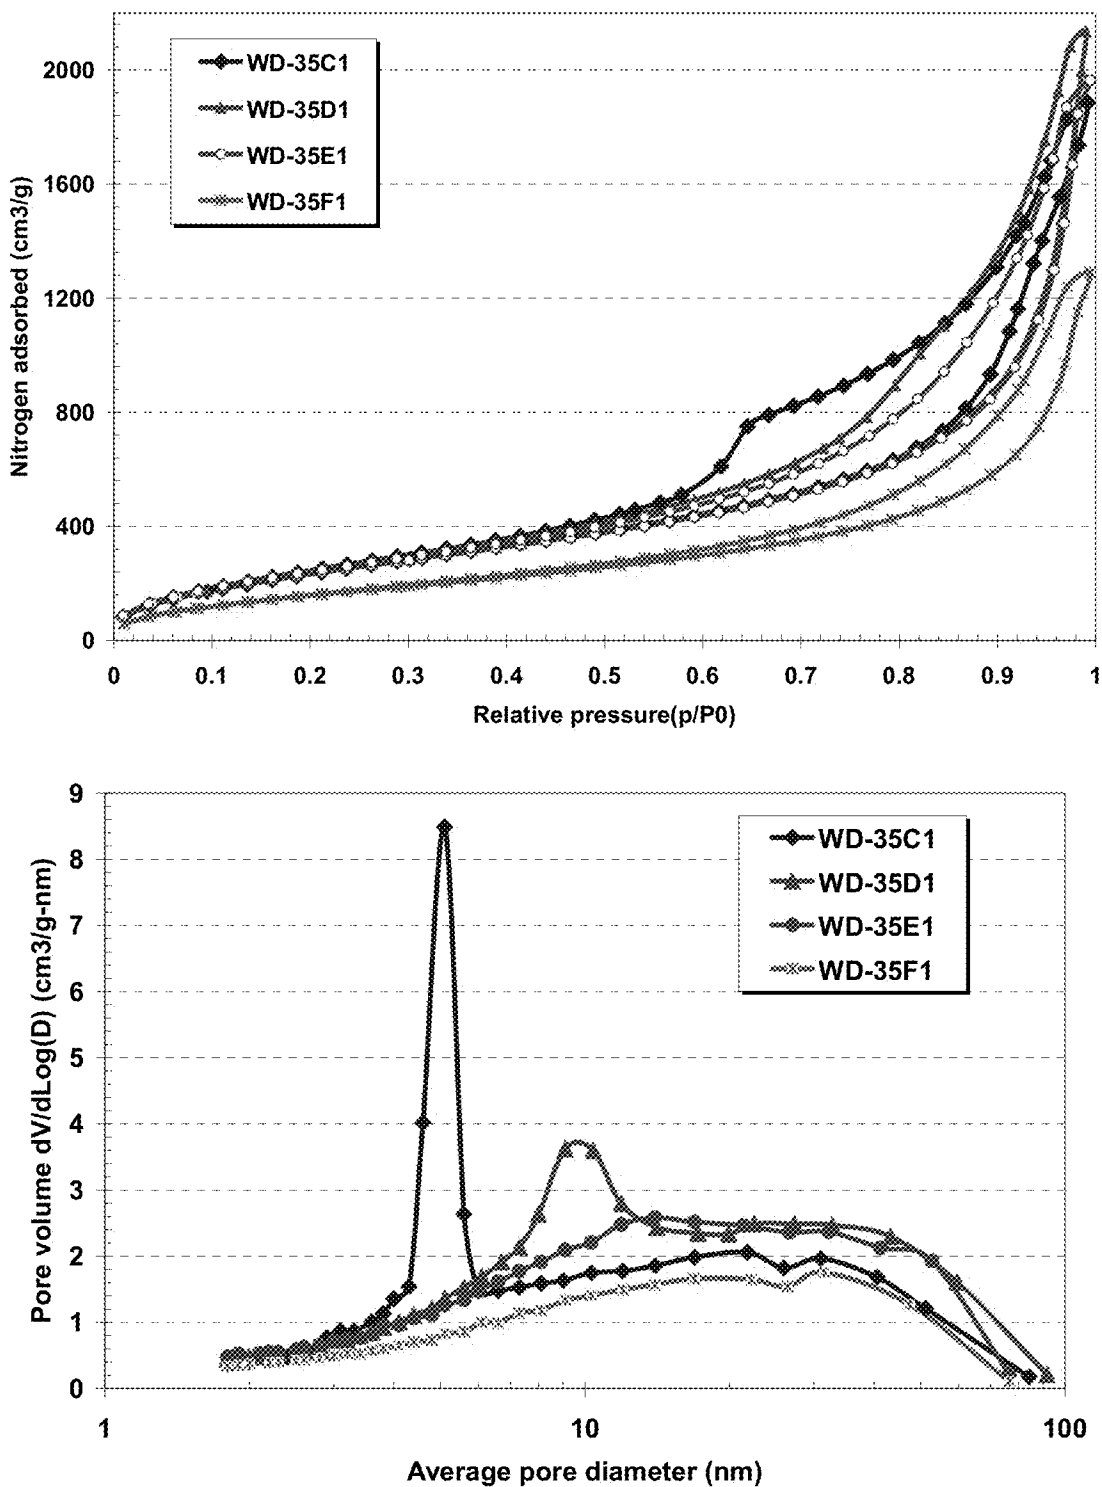 Nitrogen adsorbed (cm3/g)
2000
1600
1200
800
400
0
WD-35C1
WD-35D1
WD-35E1
WD-35F1
0 0.1 0.2 0.3 0.4 0.5 0.6 0.7 0.8 0.9 1
Relative pressure(p/P0)
Pore volume dV/dLog(D) (cm3/g-nm)
9
8
7
6
5
4
3
2
1
0
WD-35C1
WD-35D1
WD-35E1
WD-35F1
1 10 100
Average pore diameter (nm)